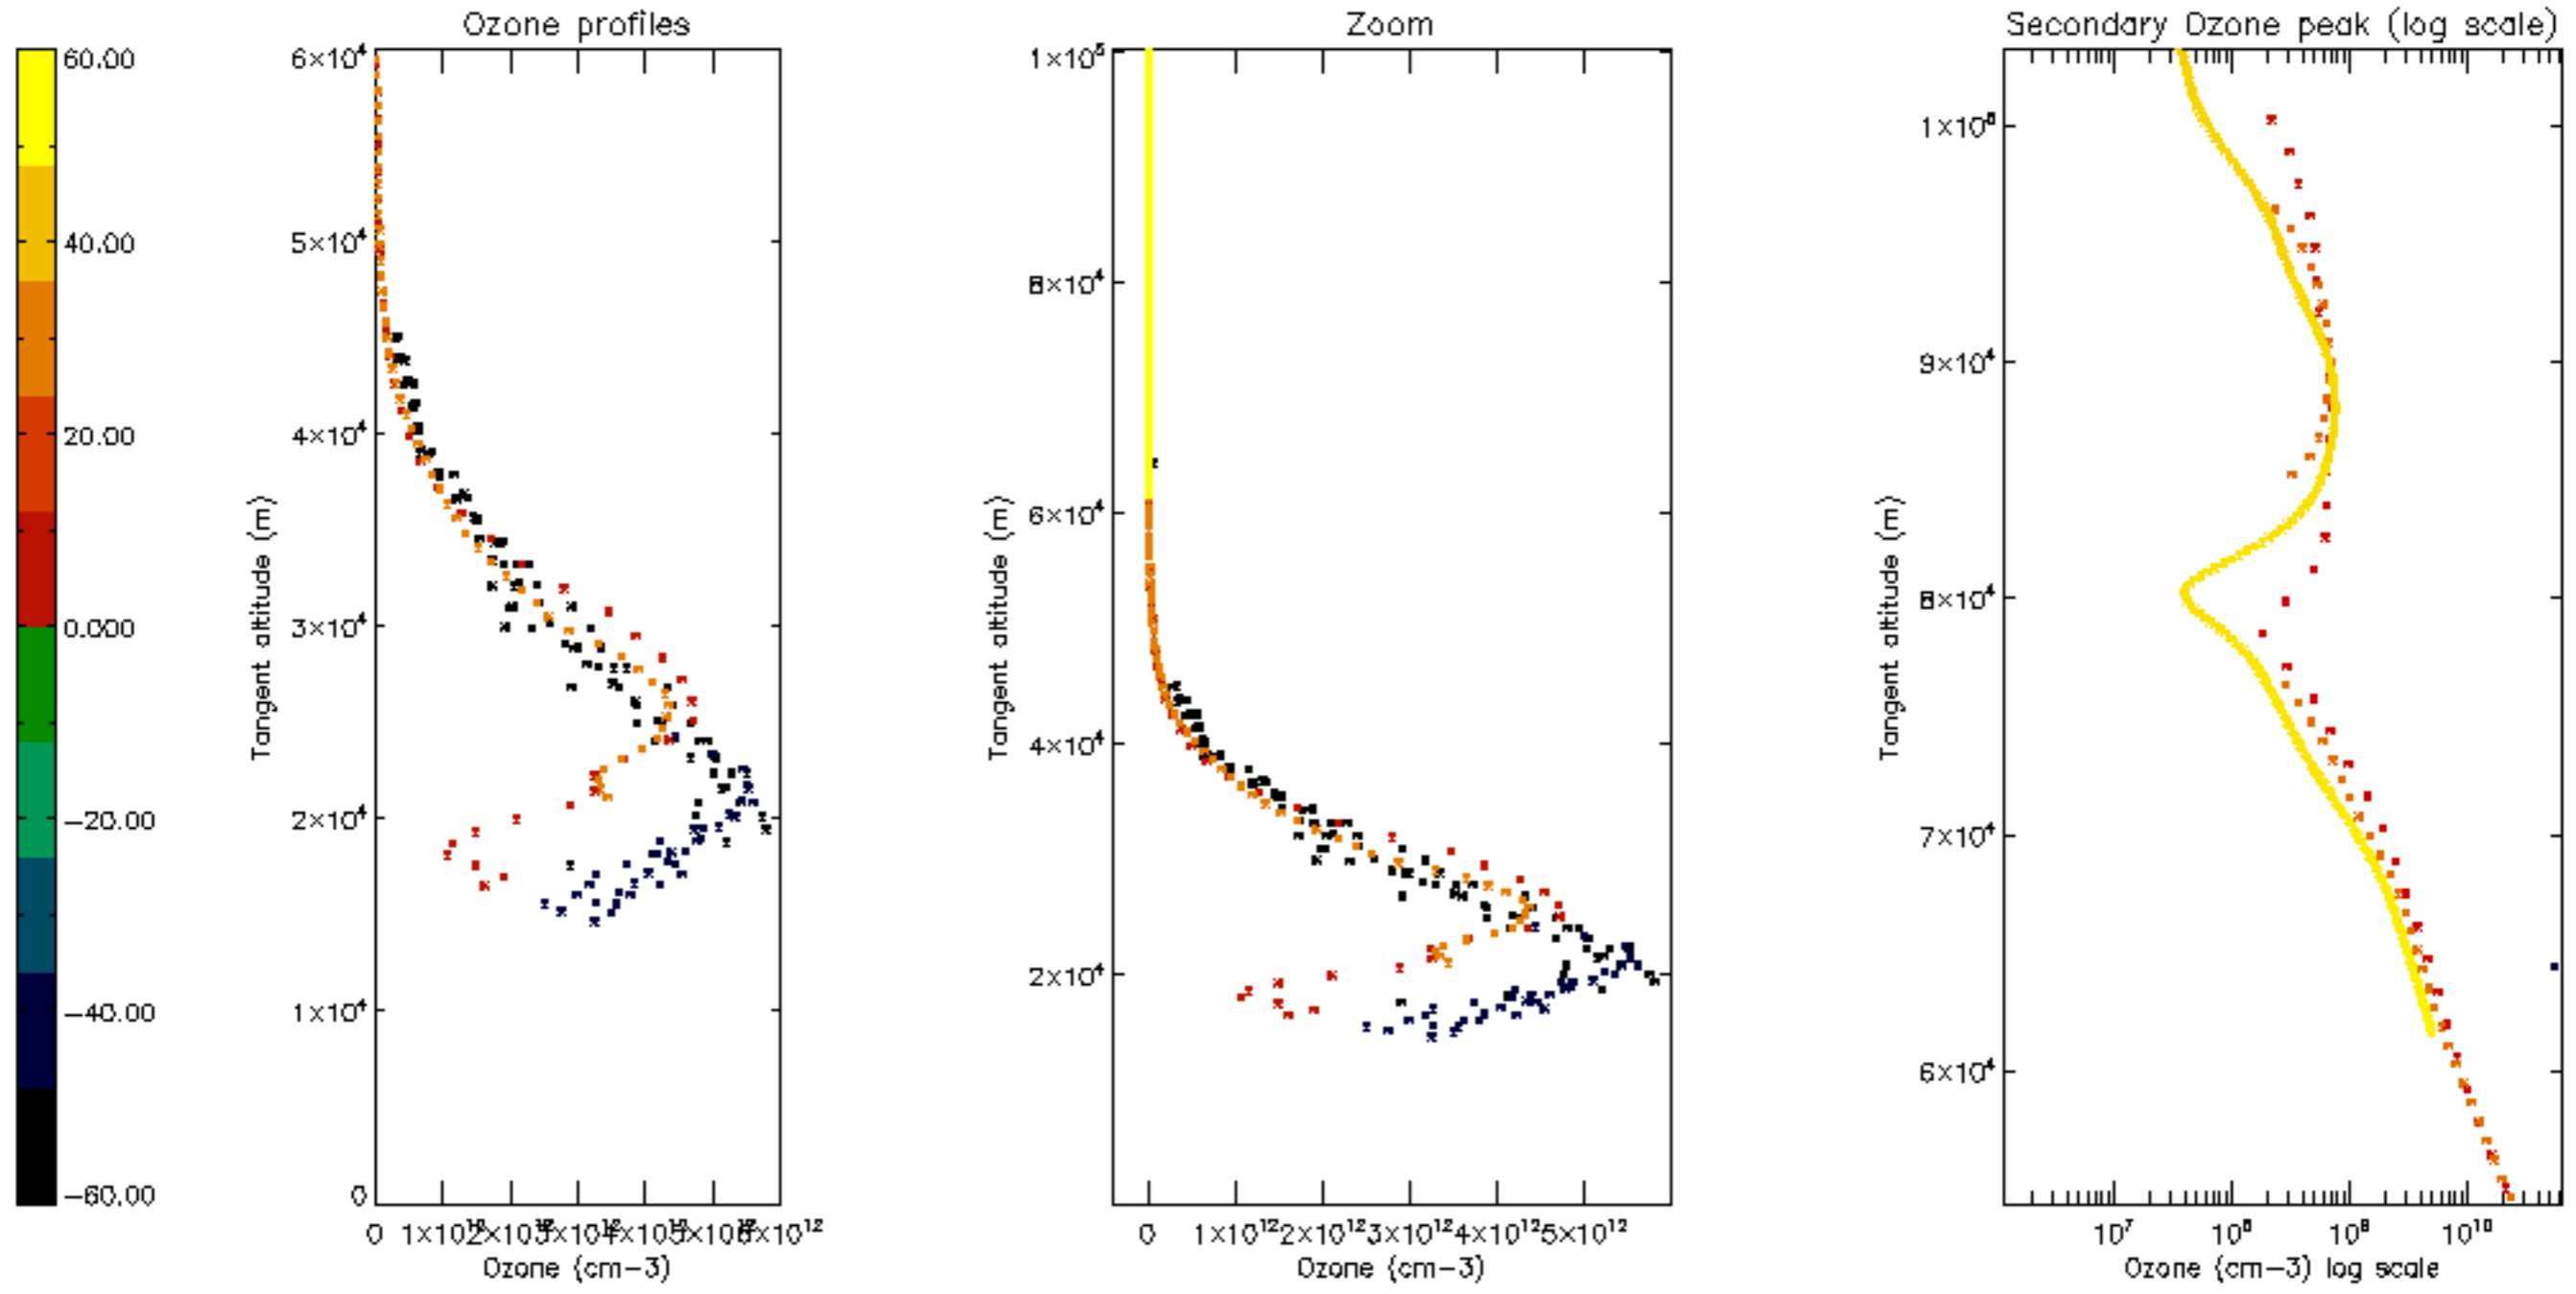 Ozone profiles
Zoom
Secondary Ozone peak (log scale)
60.00
40.00
20.00
0.000
−20.00
−40.00
−60.00
6×10⁴
5×10⁴
4×10⁴
3×10⁴
2×10⁴
1×10⁴
0
Tangent altitude (m)
0
Ozone (cm−3)
1×10⁵
8×10⁴
6×10⁴
4×10⁴
2×10⁴
Tangent altitude (m)
0 1×10¹² 2×10¹² 3×10¹² 4×10¹² 5×10¹²
Ozone (cm−3)
1×10⁵
9×10⁴
8×10⁴
7×10⁴
6×10⁴
Tangent altitude (m)
10⁷ 10⁸ 10⁹ 10¹⁰
Ozone (cm−3) log scale